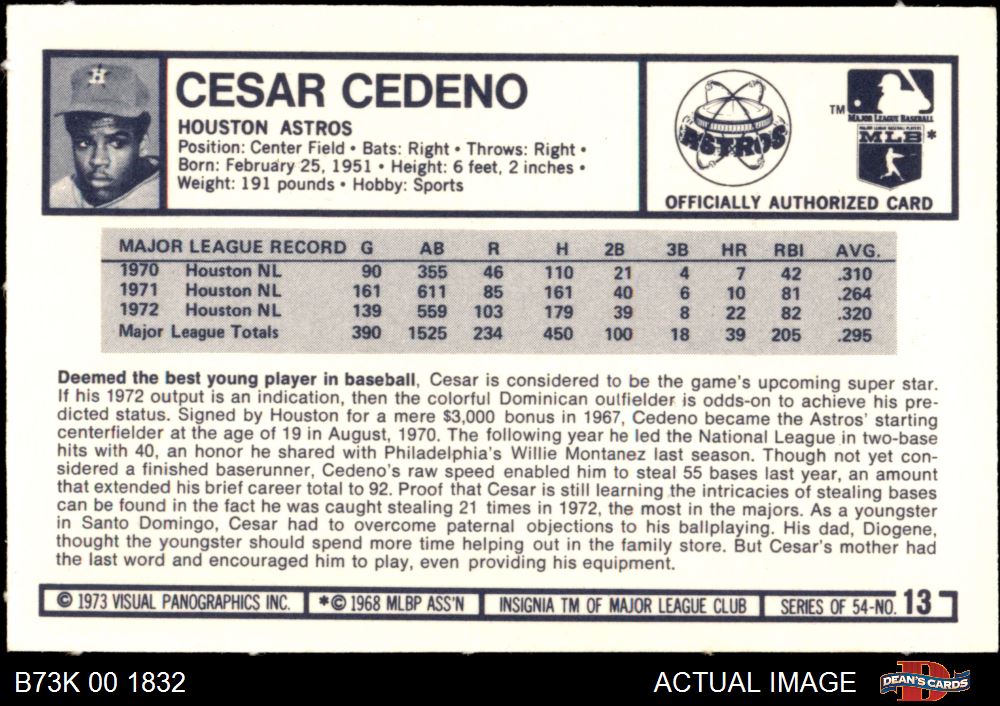 H
CESAR CEDENO
HOUSTON ASTROS
Position: Center Field • Bats: Right • Throws: Right •
Born: February 25, 1951 • Height: 6 feet, 2 inches •
Weight: 191 pounds • Hobby: Sports
ASTROS
TM
MAJOR LEAGUE BASEBALL
MAJOR LEAGUE BASEBALL PLAYERS
MLB*
OFFICIALLY AUTHORIZED CARD
MAJOR LEAGUE RECORD G AB R H 2B 3B HR RBI AVG.
1970 Houston NL 90 355 46 110 21 4 7 42 .310
1971 Houston NL 161 611 85 161 40 6 10 81 .264
1972 Houston NL 139 559 103 179 39 8 22 82 .320
Major League Totals 390 1525 234 450 100 18 39 205 .295
Deemed the best young player in baseball, Cesar is considered to be the game's upcoming super star.
If his 1972 output is an indication, then the colorful Dominican outfielder is odds-on to achieve his pre-
dicted status. Signed by Houston for a mere $3,000 bonus in 1967, Cedeno became the Astros' starting
centerfielder at the age of 19 in August, 1970. The following year he led the National League in two-base
hits with 40, an honor he shared with Philadelphia's Willie Montanez last season. Though not yet con-
sidered a finished baserunner, Cedeno's raw speed enabled him to steal 55 bases last year, an amount
that extended his brief career total to 92. Proof that Cesar is still learning the intricacies of stealing bases
can be found in the fact he was caught stealing 21 times in 1972, the most in the majors. As a youngster
in Santo Domingo, Cesar had to overcome paternal objections to his ballplaying. His dad, Diogene,
thought the youngster should spend more time helping out in the family store. But Cesar's mother had
the last word and encouraged him to play, even providing his equipment.
© 1973 VISUAL PANOGRAPHICS INC. *© 1968 MLBP ASS'N INSIGNIA TM OF MAJOR LEAGUE CLUB SERIES OF 54-NO. 13
B73K 00 1832
ACTUAL IMAGE
D
DEAN'S CARDS